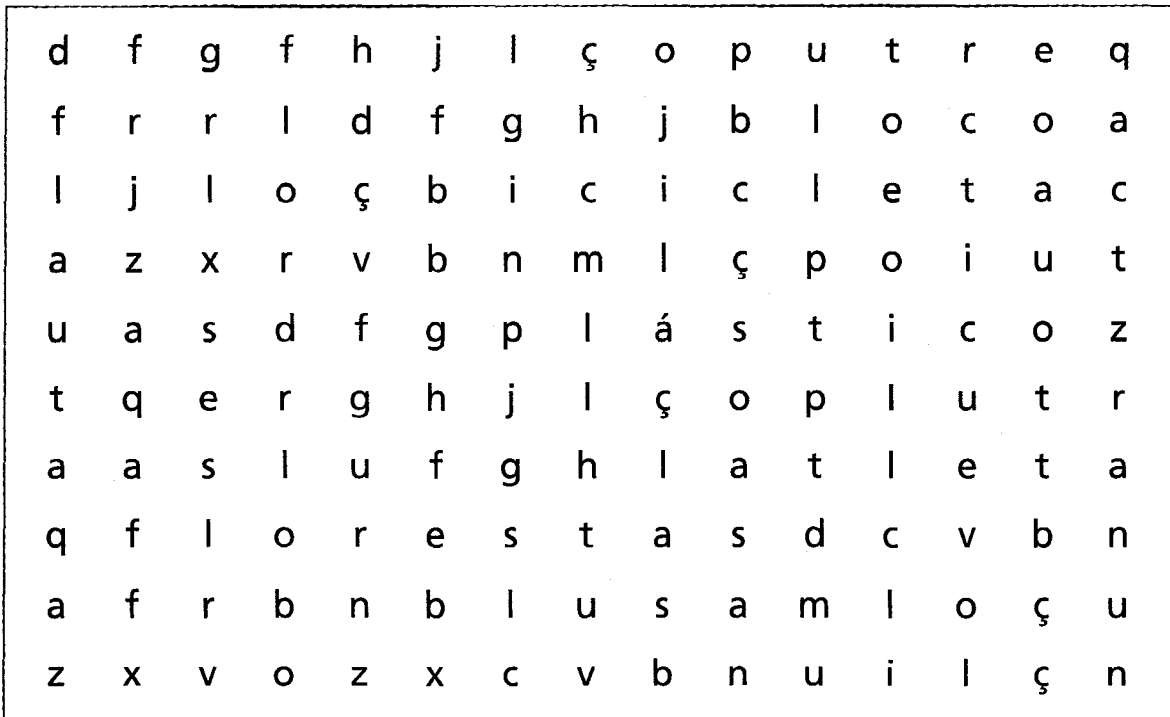 d f g f h j l ç o p u t r e q
f r r l d f g h j b l o c o a
l j l o ç b i c i c l e t a c
a z x r v b n m l ç p o i u t
u a s d f g p l á s t i c o z
t q e r g h j l ç o p l u t r
a a s l u f g h l a t l e t a
q f l o r e s t a s d c v b n
a f r b n b l u s a m l o ç u
z x v o z x c v b n u i l ç n